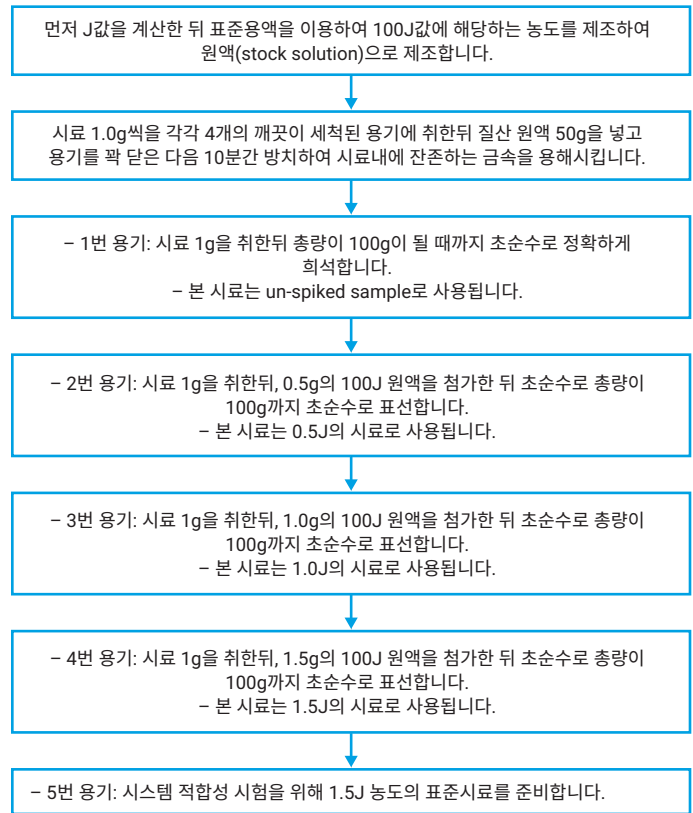 먼저 J값을 계산한 뒤 표준용액을 이용하여 100J값에 해당하는 농도를 제조하여
원액(stock solution)으로 제조합니다.
시료 1.0g씩을 각각 4개의 깨끗이 세척된 용기에 취한뒤 질산 원액 50g을 넣고
용기를 꽉 닫은 다음 10분간 방치하여 시료내에 잔존하는 금속을 용해시킵니다.
– 1번 용기: 시료 1g을 취한뒤 총량이 100g이 될 때까지 초순수로 정확하게
희석합니다.
– 본 시료는 un-spiked sample로 사용됩니다.
– 2번 용기: 시료 1g을 취한뒤, 0.5g의 100J 원액을 첨가한 뒤 초순수로 총량이
100g까지 초순수로 표선합니다.
– 본 시료는 0.5J의 시료로 사용됩니다.
– 3번 용기: 시료 1g을 취한뒤, 1.0g의 100J 원액을 첨가한 뒤 초순수로 총량이
100g까지 초순수로 표선합니다.
– 본 시료는 1.0J의 시료로 사용됩니다.
– 4번 용기: 시료 1g을 취한뒤, 1.5g의 100J 원액을 첨가한 뒤 초순수로 총량이
100g까지 초순수로 표선합니다.
– 본 시료는 1.5J의 시료로 사용됩니다.
– 5번 용기: 시스템 적합성 시험을 위해 1.5J 농도의 표준시료를 준비합니다.